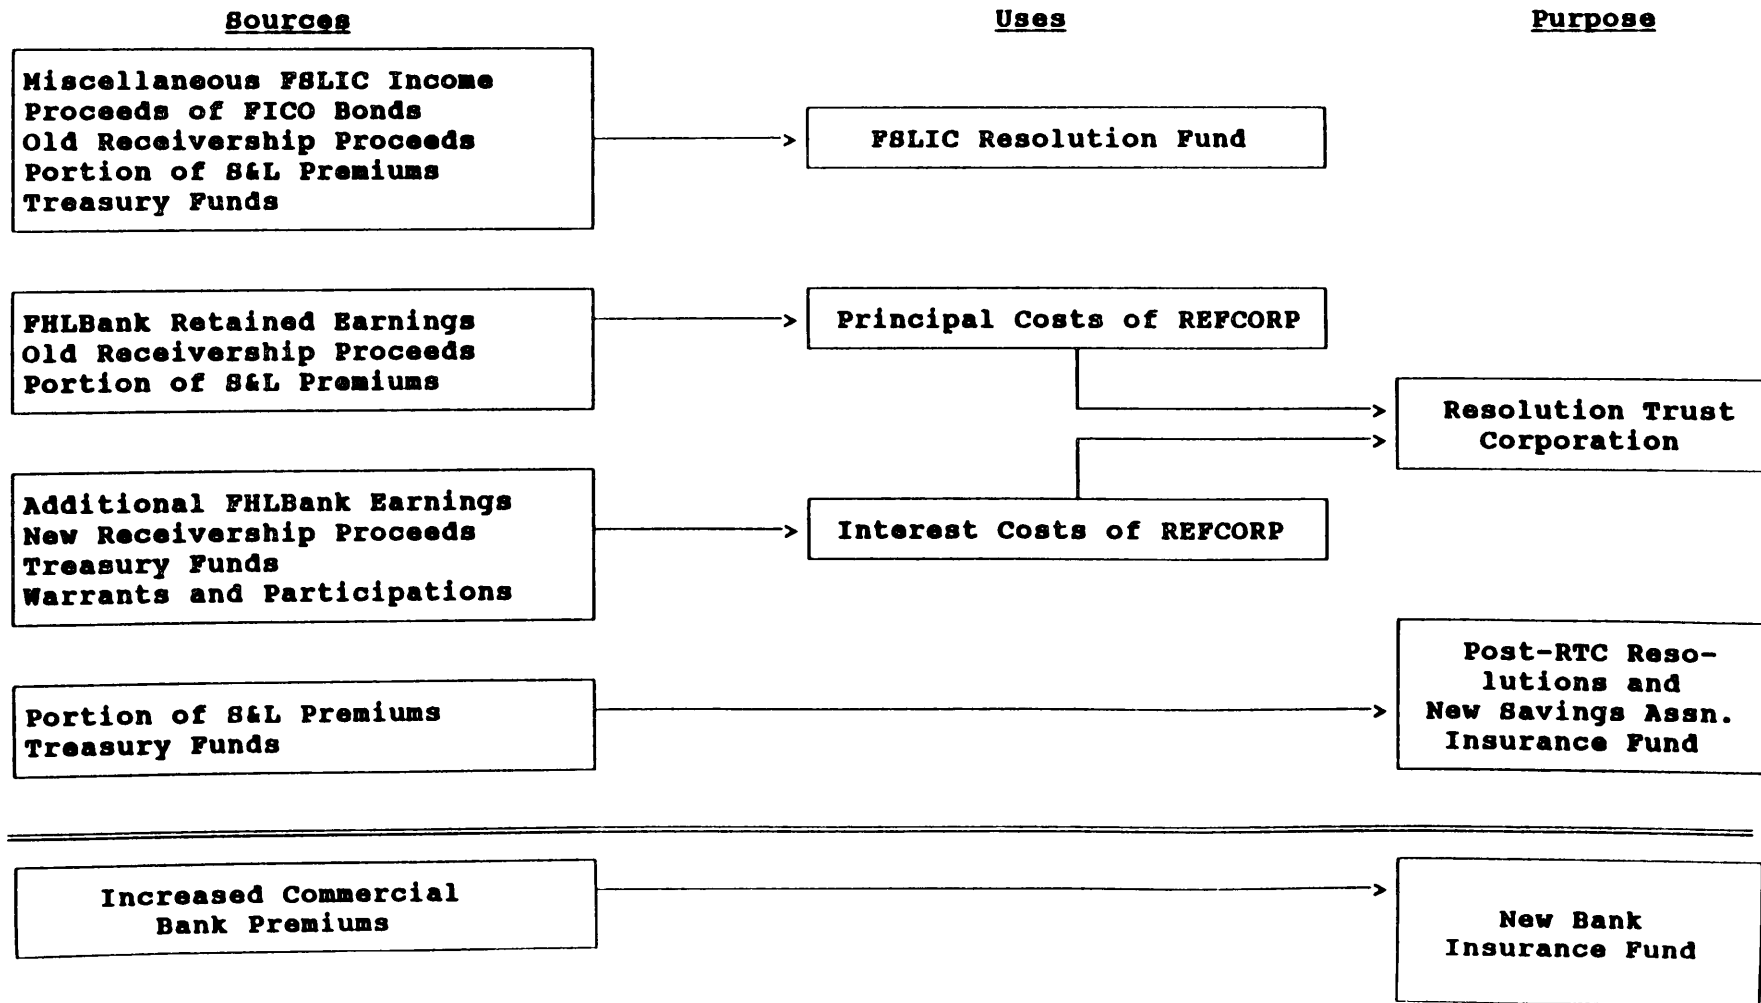 Sources
Uses
Purpose
Miscellaneous FSLIC Income
Proceeds of FICO Bonds
Old Receivership Proceeds
Portion of S&L Premiums
Treasury Funds
FSLIC Resolution Fund
FHLBank Retained Earnings
Old Receivership Proceeds
Portion of S&L Premiums
Principal Costs of REFCORP
Resolution Trust
Corporation
Additional FHLBank Earnings
New Receivership Proceeds
Treasury Funds
Warrants and Participations
Interest Costs of REFCORP
Portion of S&L Premiums
Treasury Funds
Post-RTC Reso-
lutions and
New Savings Assn.
Insurance Fund
Increased Commercial
Bank Premiums
New Bank
Insurance Fund